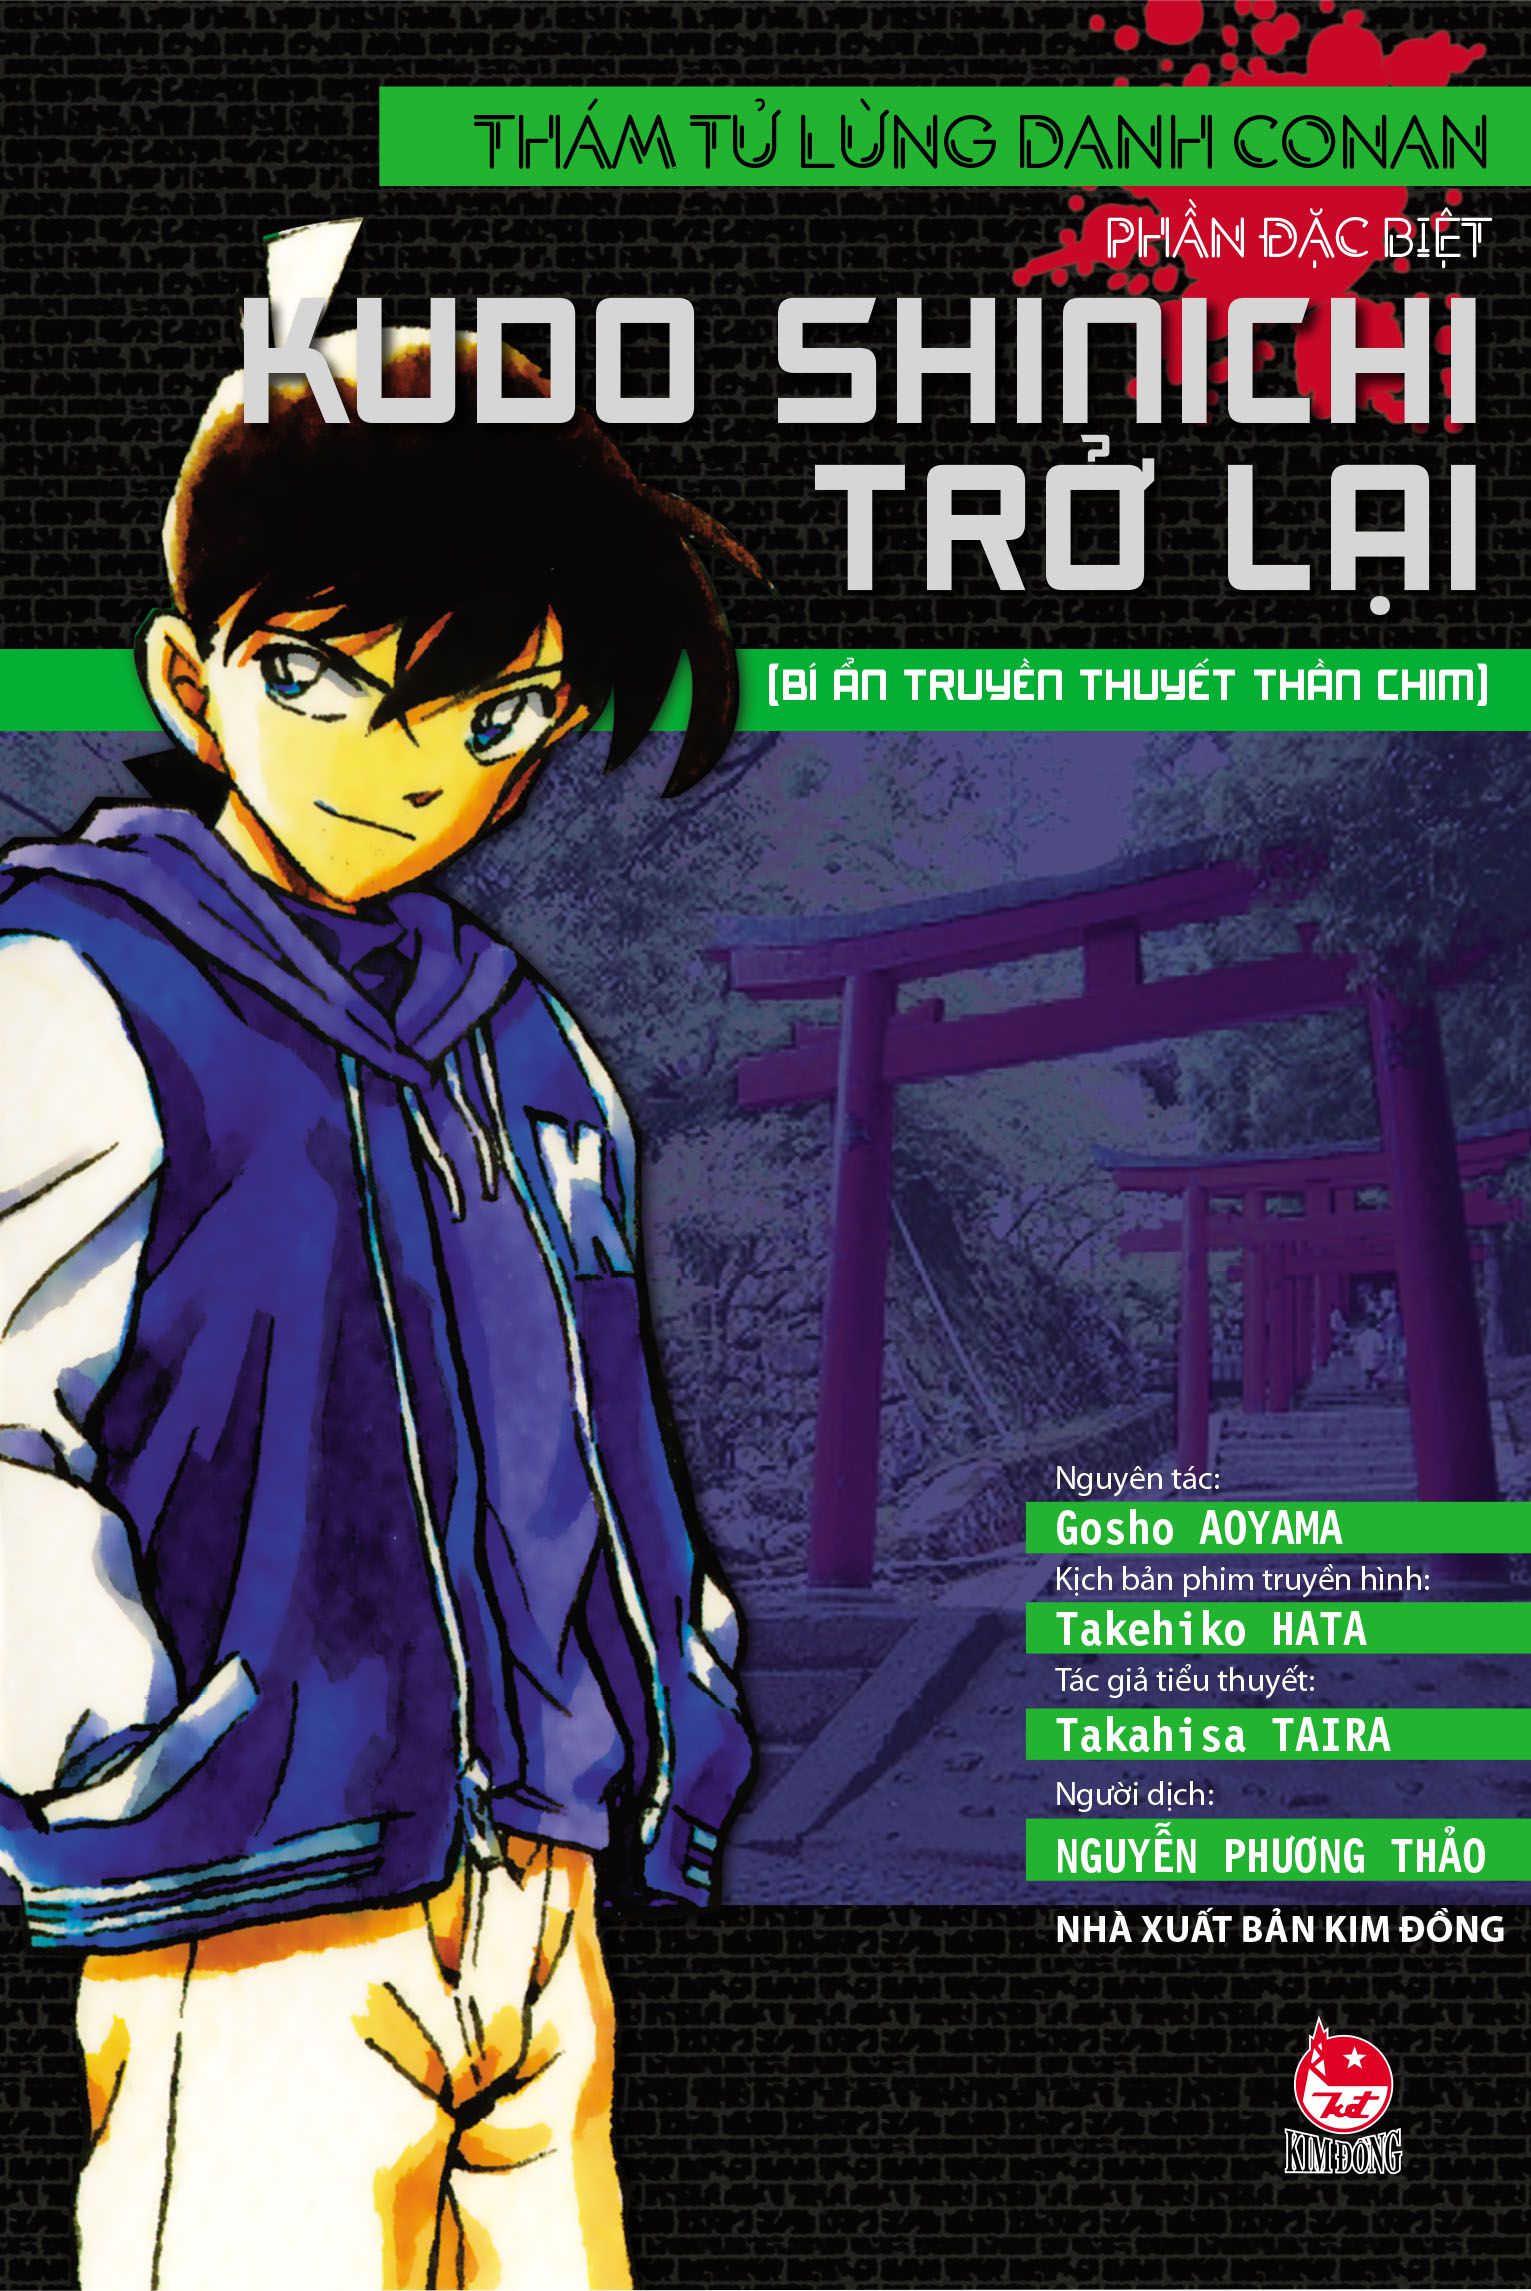 THÁM TỬ LỪNG DANH CONAN
PHẦN ĐẶC BIỆT
KUDO SHINICHI
TRỞ LẠI
[BÍ ẨN TRUYỀN THUYẾT THẦN CHIM]
Nguyên tác:
Gosho AOYAMA
Kịch bản phim truyền hình:
Takehiko HATA
Tác giả tiểu thuyết:
Takahisa TAIRA
Người dịch:
NGUYỄN PHƯƠNG THẢO
NHÀ XUẤT BẢN KIM ĐỒNG
kđ
KIM ĐỒNG